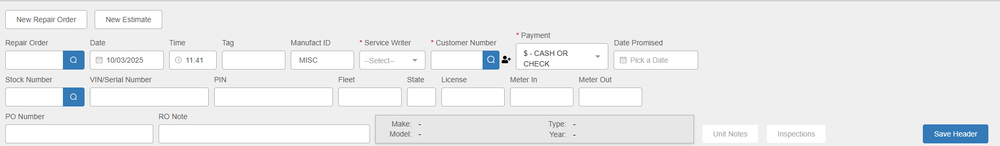 New Repair Order New Estimate
Repair Order Date Time Tag Manufact ID * Service Writer * Customer Number * Payment Date Promised
10/03/2025 11:41 MISC --Select-- $ - CASH OR CHECK Pick a Date
Stock Number VIN/Serial Number PIN Fleet State License Meter In Meter Out
PO Number RO Note
Make: - Type: -
Model: - Year: -
Unit Notes Inspections Save Header